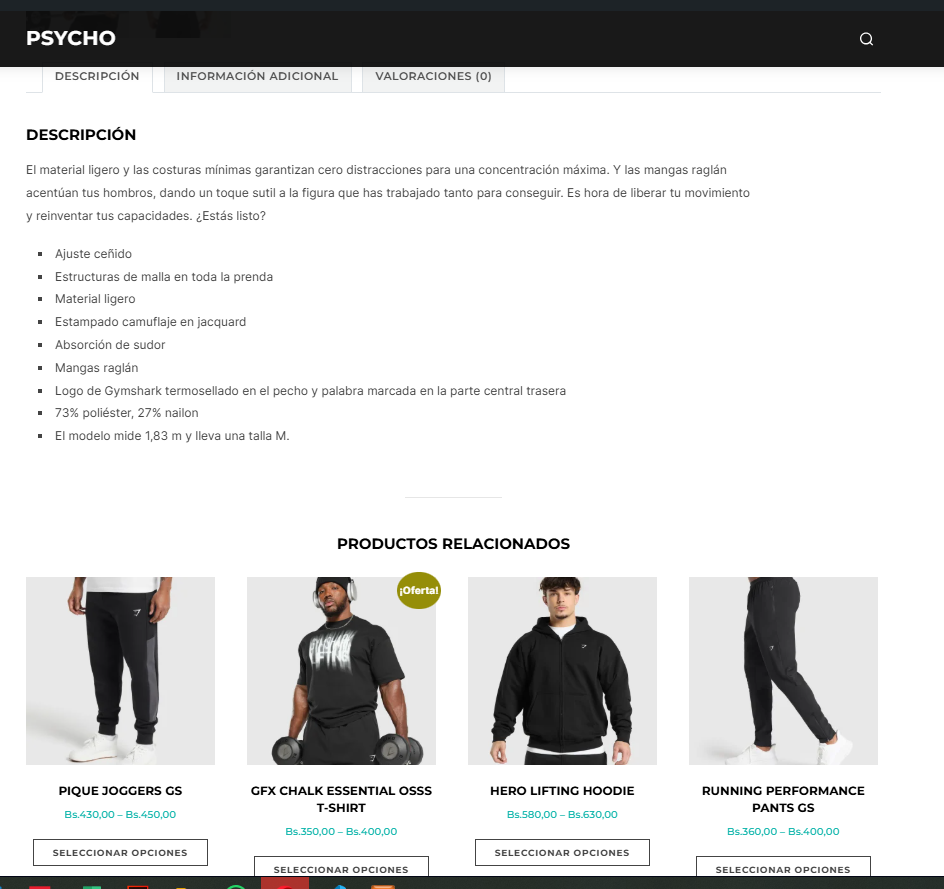 PSYCHO
DESCRIPCIÓN
INFORMACIÓN ADICIONAL
VALORACIONES (0)
DESCRIPCIÓN
El material ligero y las costuras mínimas garantizan cero distracciones para una concentración máxima. Y las mangas raglán
acentúan tus hombros, dando un toque sutil a la figura que has trabajado tanto para conseguir. Es hora de liberar tu movimiento
y reinventar tus capacidades. ¿Estás listo?
Ajuste ceñido
Estructuras de malla en toda la prenda
Material ligero
Estampado camuflaje en jacquard
Absorción de sudor
Mangas raglán
Logo de Gymshark termosellado en el pecho y palabra marcada en la parte central trasera
73% poliéster, 27% nailon
El modelo mide 1,83 m y lleva una talla M.
PRODUCTOS RELACIONADOS
¡Oferta!
PIQUE JOGGERS GS
Bs.430,00 – Bs.450,00
SELECCIONAR OPCIONES
GFX CHALK ESSENTIAL OSSS
T-SHIRT
Bs.350,00 – Bs.400,00
SELECCIONAR OPCIONES
HERO LIFTING HOODIE
Bs.580,00 – Bs.630,00
SELECCIONAR OPCIONES
RUNNING PERFORMANCE
PANTS GS
Bs.360,00 – Bs.400,00
SELECCIONAR OPCIONES